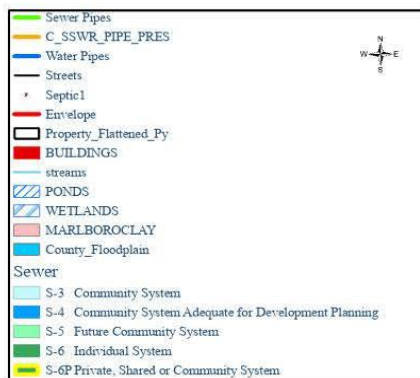 Sewer Pipes
C_SSWR_PIPE_PRES
Water Pipes
Streets
Septic1
Envelope
Property_Flattened_Py
BUILDINGS
streams
PONDS
WETLANDS
MARLBOROCLAY
County_Floodplain
Sewer
S-3 Community System
S-4 Community System Adequate for Development Planning
S-5 Future Community System
S-6 Individual System
S-6P Private, Shared or Community System
N
W E
S